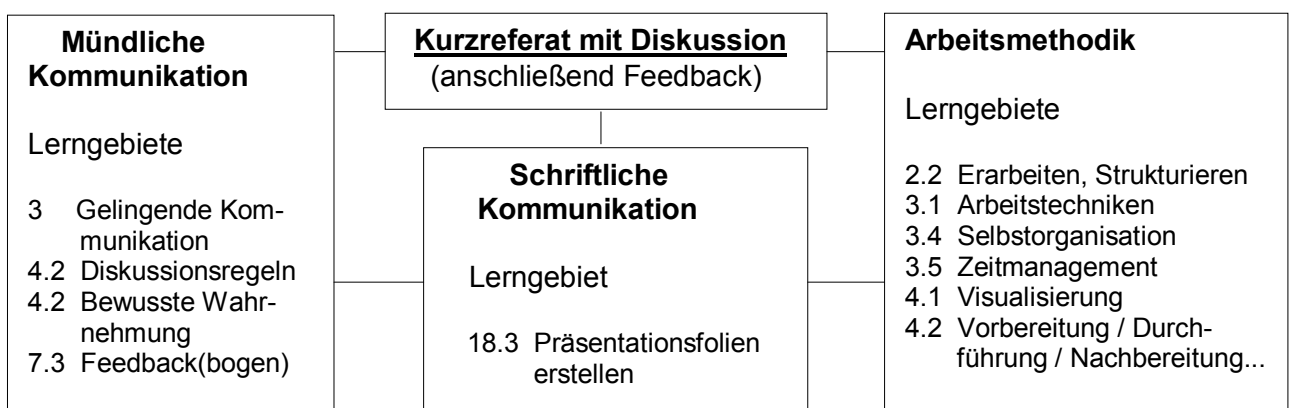 Mündliche
Kommunikation
Lerngebiete
3 Gelingende Kom-
munikation
4.2 Diskussionsregeln
4.2 Bewusste Wahr-
nehmung
7.3 Feedback(bogen)
Kurzreferat mit Diskussion
(anschließend Feedback)
Schriftliche
Kommunikation
Lerngebiet
18.3 Präsentationsfolien
erstellen
Arbeitsmethodik
Lerngebiete
2.2 Erarbeiten, Strukturieren
3.1 Arbeitstechniken
3.4 Selbstorganisation
3.5 Zeitmanagement
4.1 Visualisierung
4.2 Vorbereitung / Durch-
führung / Nachbereitung...